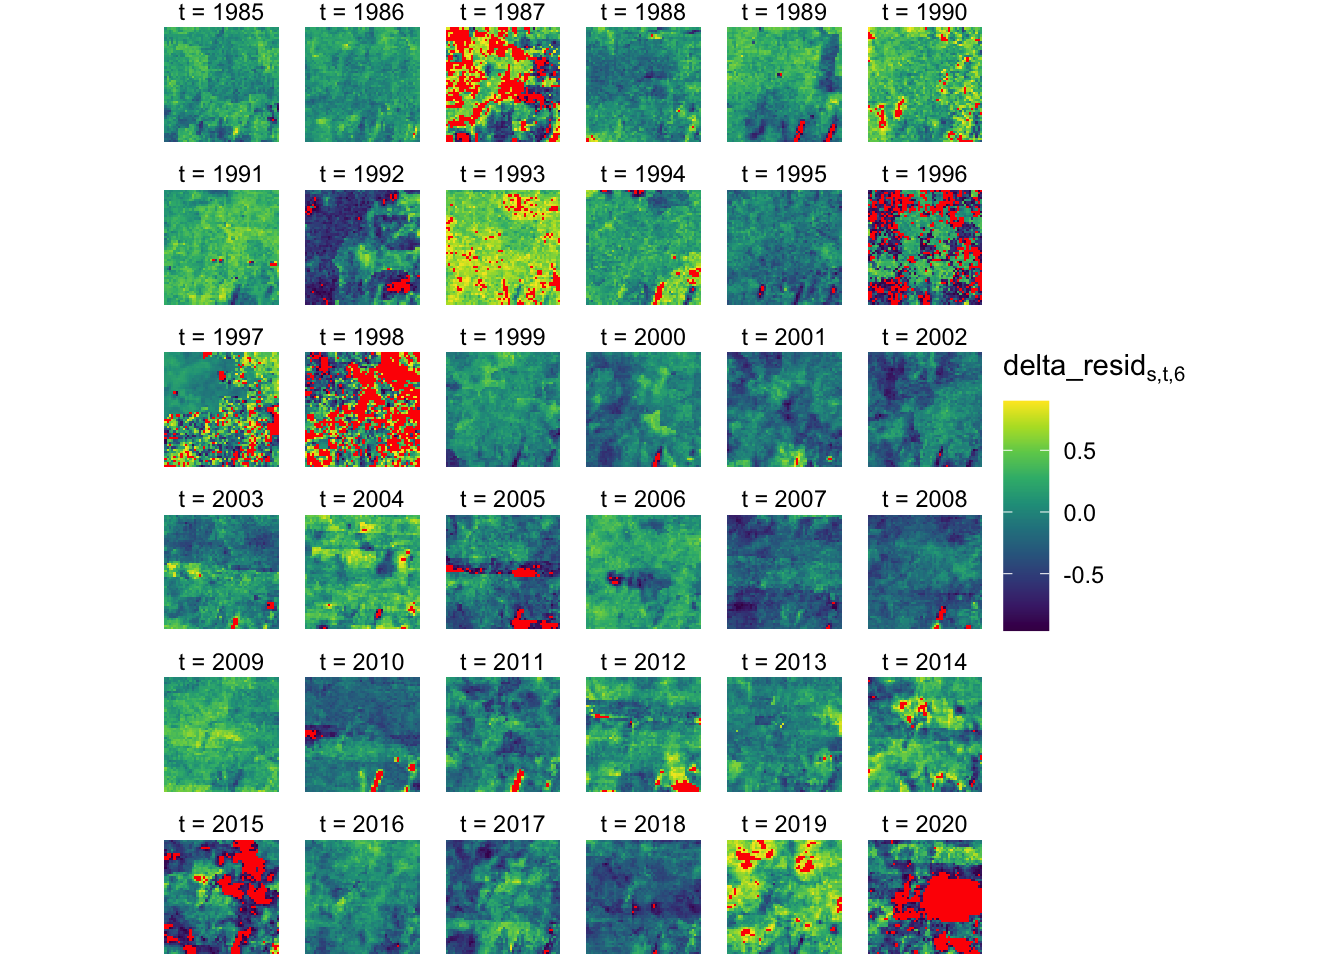 t = 1985 t = 1986 t = 1987 t = 1988 t = 1989 t = 1990
t = 1991 t = 1992 t = 1993 t = 1994 t = 1995 t = 1996
t = 1997 t = 1998 t = 1999 t = 2000 t = 2001 t = 2002
t = 2003 t = 2004 t = 2005 t = 2006 t = 2007 t = 2008
t = 2009 t = 2010 t = 2011 t = 2012 t = 2013 t = 2014
t = 2015 t = 2016 t = 2017 t = 2018 t = 2019 t = 2020
delta_resid s,t,6
0.5
0.0
-0.5